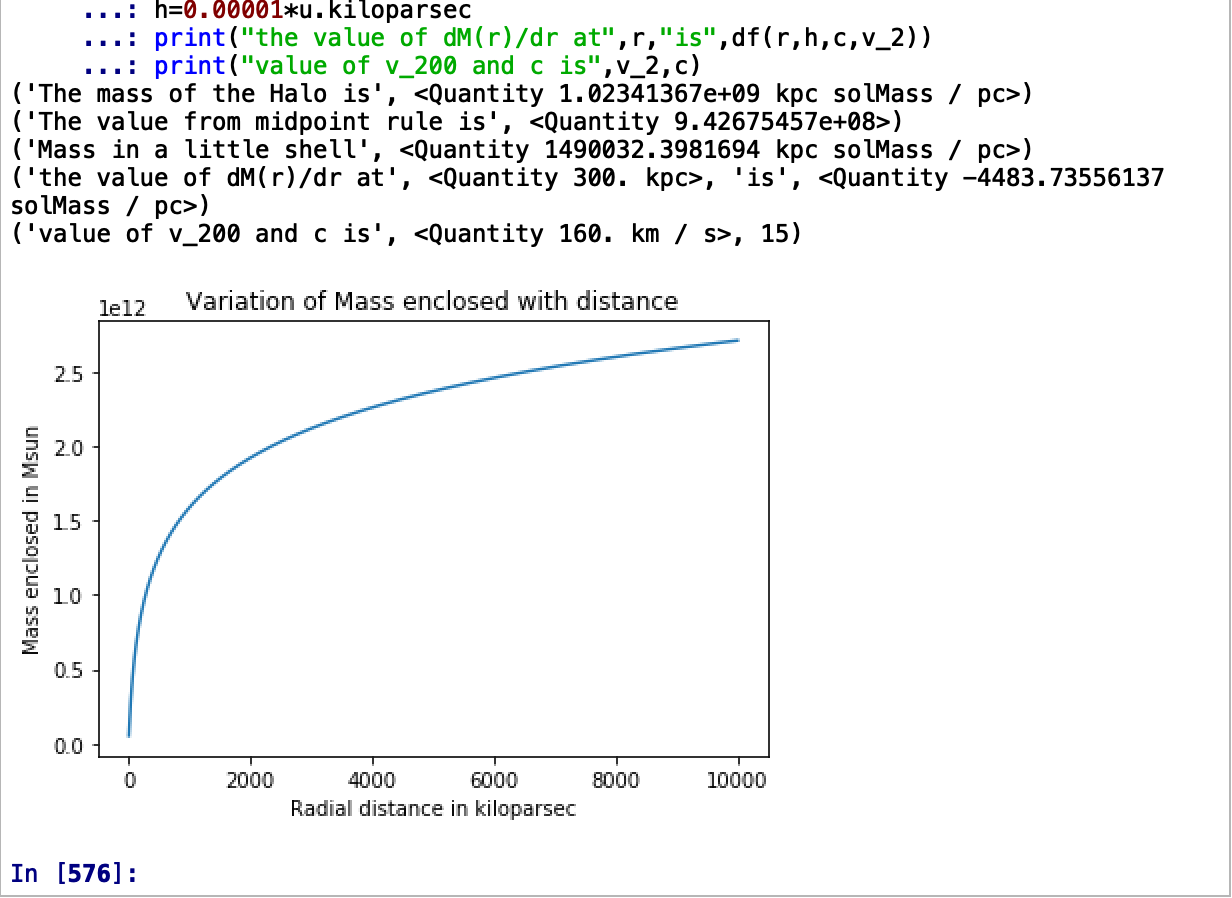 ...: h=0.00001*u.kiloparsec
...: print("the value of dM(r)/dr at",r,"is",df(r,h,c,v_2))
...: print("value of v_200 and c is",v_2,c)
('The mass of the Halo is', <Quantity 1.02341367e+09 kpc solMass / pc>)
('The value from midpoint rule is', <Quantity 9.42675457e+08>)
('Mass in a little shell', <Quantity 1490032.3981694 kpc solMass / pc>)
('the value of dM(r)/dr at', <Quantity 300. kpc>, 'is', <Quantity -4483.73556137
solMass / pc>)
('value of v_200 and c is', <Quantity 160. km / s>, 15)
1e12
Variation of Mass enclosed with distance
2.5
2.0
1.5
1.0
0.5
0.0
Mass enclosed in Msun
0 2000 4000 6000 8000 10000
Radial distance in kiloparsec
In [576]: